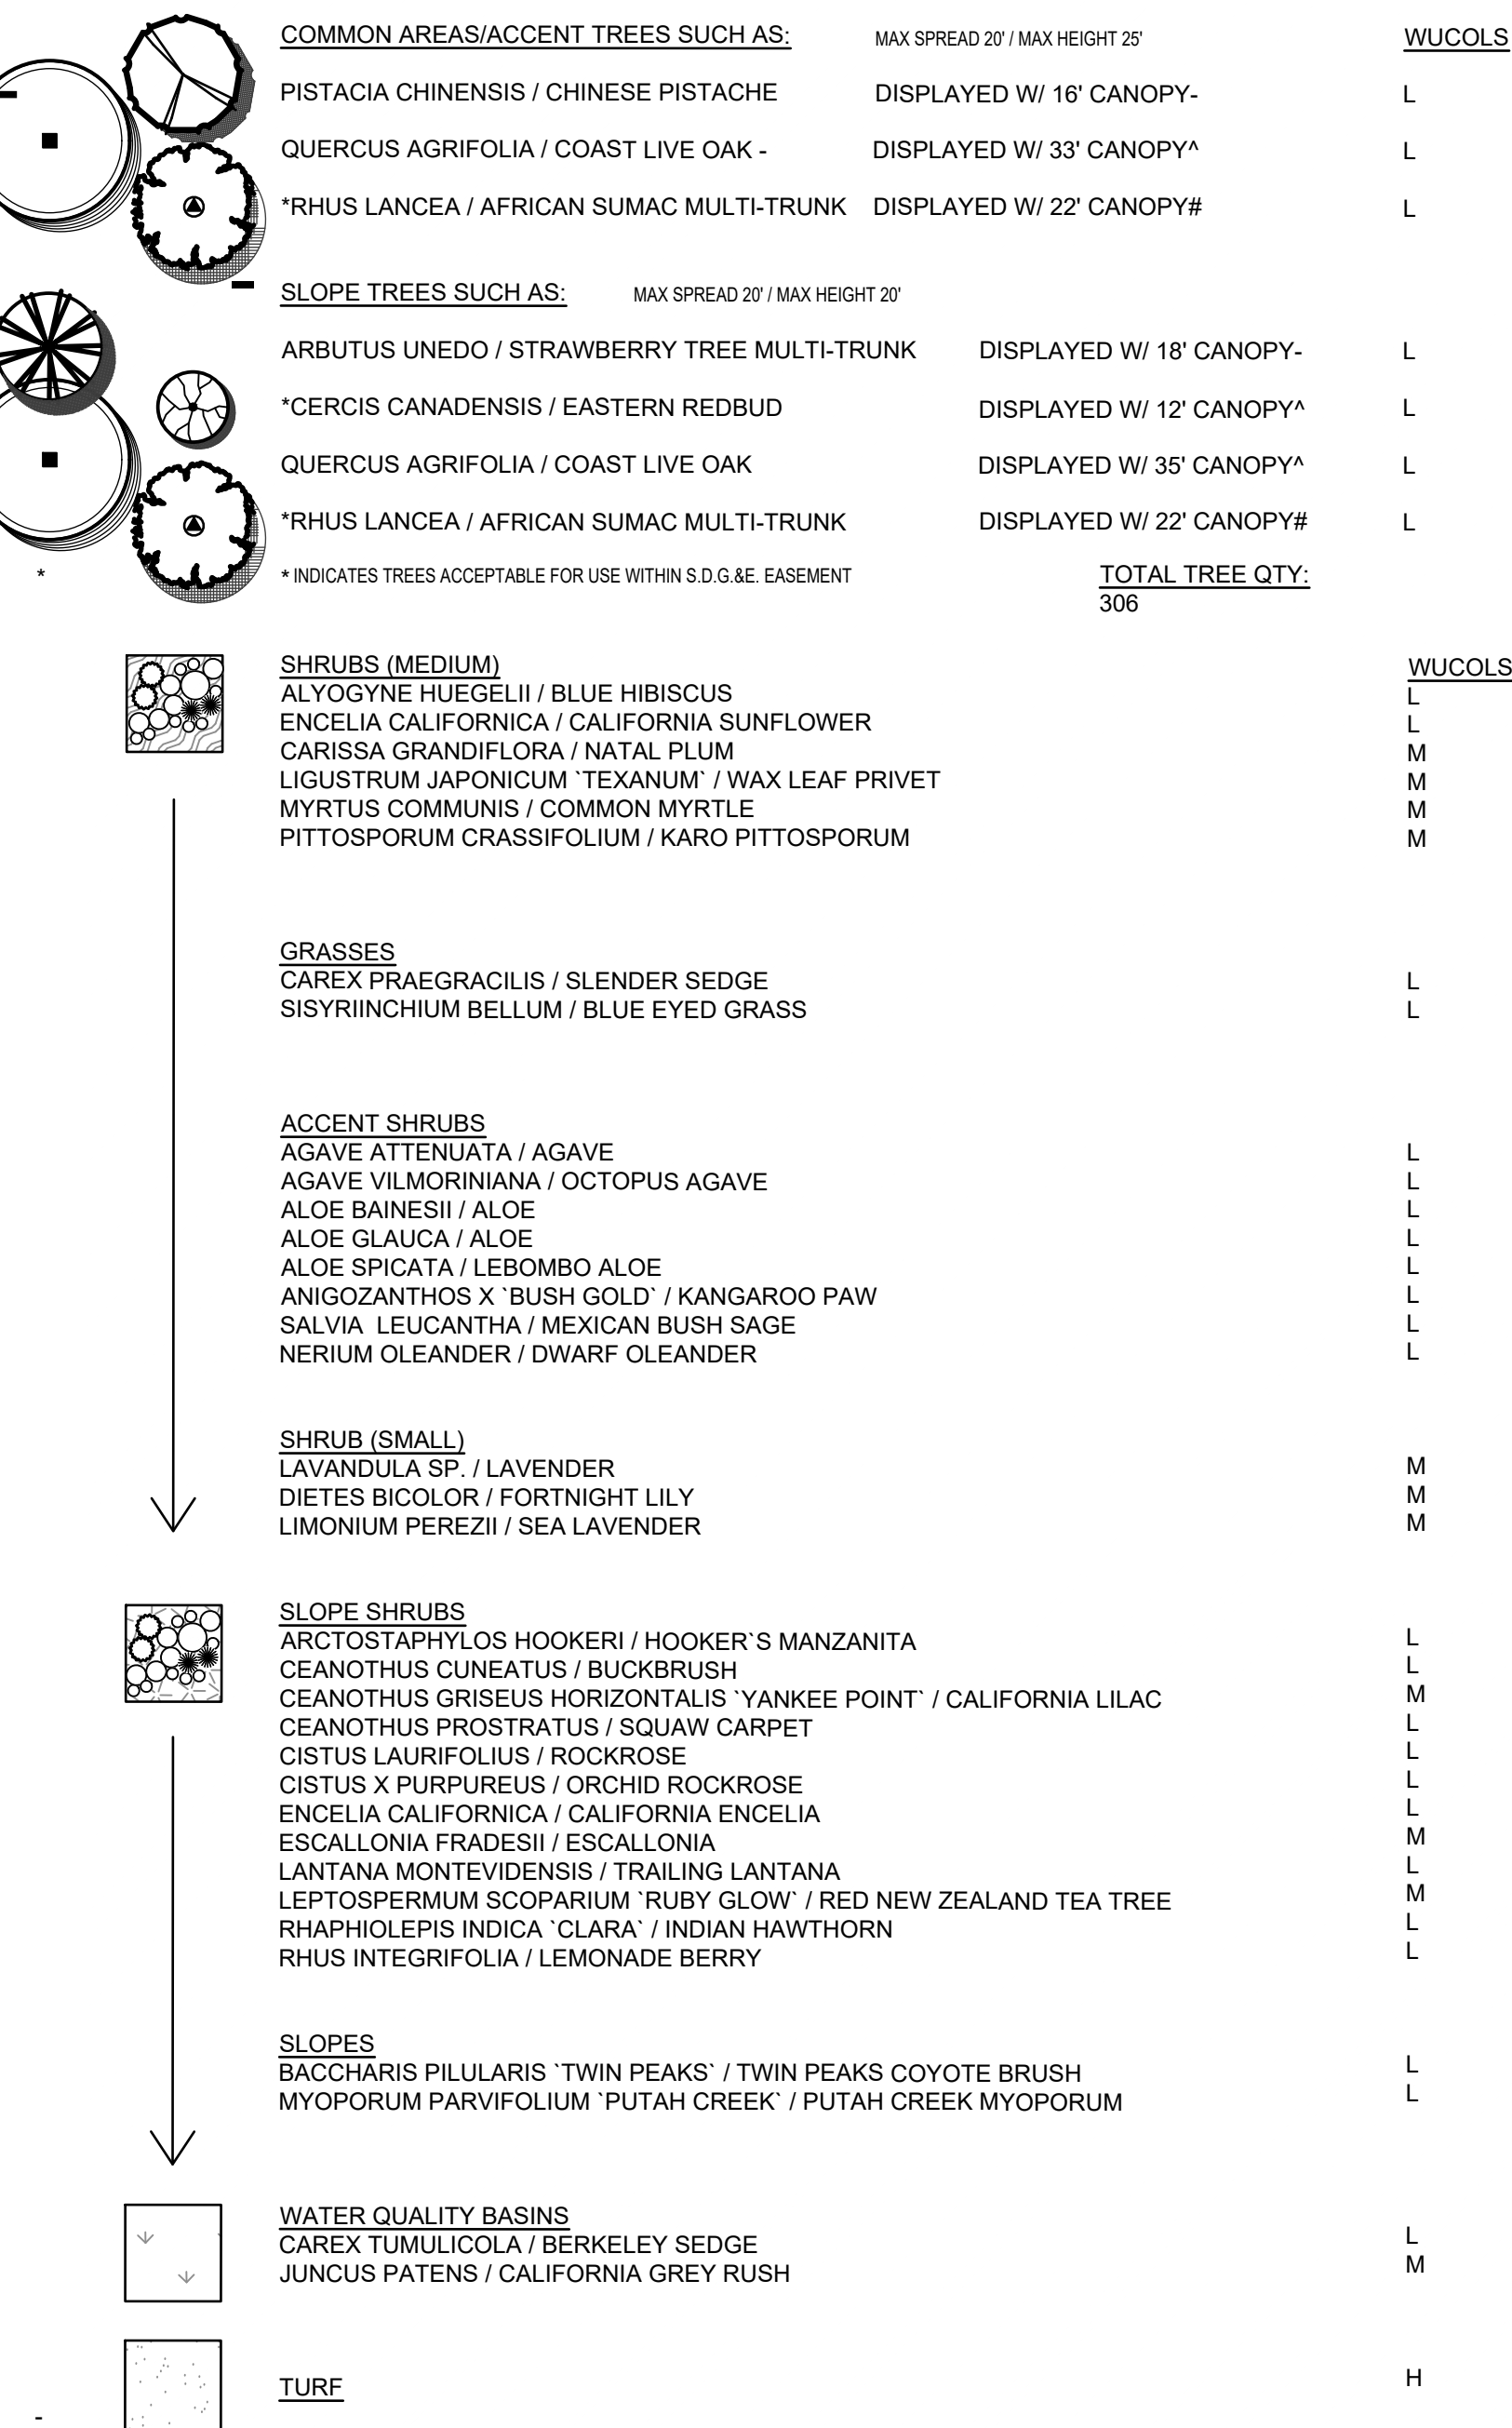 COMMON AREAS/ACCENT TREES SUCH AS: MAX SPREAD 20' / MAX HEIGHT 25' WUCOLS
PISTACIA CHINENSIS / CHINESE PISTACHE DISPLAYED W/ 16' CANOPY- L
QUERCUS AGRIFOLIA / COAST LIVE OAK - DISPLAYED W/ 33' CANOPY^ L
*RHUS LANCEA / AFRICAN SUMAC MULTI-TRUNK DISPLAYED W/ 22' CANOPY# L
SLOPE TREES SUCH AS: MAX SPREAD 20' / MAX HEIGHT 20'
ARBUTUS UNEDO / STRAWBERRY TREE MULTI-TRUNK DISPLAYED W/ 18' CANOPY- L
*CERCIS CANADENSIS / EASTERN REDBUD DISPLAYED W/ 12' CANOPY^ L
QUERCUS AGRIFOLIA / COAST LIVE OAK DISPLAYED W/ 35' CANOPY^ L
*RHUS LANCEA / AFRICAN SUMAC MULTI-TRUNK DISPLAYED W/ 22' CANOPY# L
* * INDICATES TREES ACCEPTABLE FOR USE WITHIN S.D.G.&E. EASEMENT TOTAL TREE QTY:
306
SHRUBS (MEDIUM) WUCOLS
ALYOGYNE HUEGELII / BLUE HIBISCUS L
ENCELIA CALIFORNICA / CALIFORNIA SUNFLOWER L
CARISSA GRANDIFLORA / NATAL PLUM M
LIGUSTRUM JAPONICUM `TEXANUM` / WAX LEAF PRIVET M
MYRTUS COMMUNIS / COMMON MYRTLE M
PITTOSPORUM CRASSIFOLIUM / KARO PITTOSPORUM M
GRASSES
CAREX PRAEGRACILIS / SLENDER SEDGE L
SISYRIINCHIUM BELLUM / BLUE EYED GRASS L
ACCENT SHRUBS
AGAVE ATTENUATA / AGAVE L
AGAVE VILMORINIANA / OCTOPUS AGAVE L
ALOE BAINESII / ALOE L
ALOE GLAUCA / ALOE L
ALOE SPICATA / LEBOMBO ALOE L
ANIGOZANTHOS X `BUSH GOLD` / KANGAROO PAW L
SALVIA LEUCANTHA / MEXICAN BUSH SAGE L
NERIUM OLEANDER / DWARF OLEANDER L
SHRUB (SMALL)
LAVANDULA SP. / LAVENDER M
DIETES BICOLOR / FORTNIGHT LILY M
LIMONIUM PEREZII / SEA LAVENDER M
SLOPE SHRUBS
ARCTOSTAPHYLOS HOOKERI / HOOKER`S MANZANITA L
CEANOTHUS CUNEATUS / BUCKBRUSH L
CEANOTHUS GRISEUS HORIZONTALIS `YANKEE POINT` / CALIFORNIA LILAC M
CEANOTHUS PROSTRATUS / SQUAW CARPET L
CISTUS LAURIFOLIUS / ROCKROSE L
CISTUS X PURPUREUS / ORCHID ROCKROSE L
ENCELIA CALIFORNICA / CALIFORNIA ENCELIA L
ESCALLONIA FRADESII / ESCALLONIA M
LANTANA MONTEVIDENSIS / TRAILING LANTANA L
LEPTOSPERMUM SCOPARIUM `RUBY GLOW` / RED NEW ZEALAND TEA TREE M
RHAPHIOLEPIS INDICA `CLARA` / INDIAN HAWTHORN L
RHUS INTEGRIFOLIA / LEMONADE BERRY L
SLOPES
BACCHARIS PILULARIS `TWIN PEAKS` / TWIN PEAKS COYOTE BRUSH L
MYOPORUM PARVIFOLIUM `PUTAH CREEK` / PUTAH CREEK MYOPORUM L
WATER QUALITY BASINS
CAREX TUMULICOLA / BERKELEY SEDGE L
JUNCUS PATENS / CALIFORNIA GREY RUSH M
TURF H
-